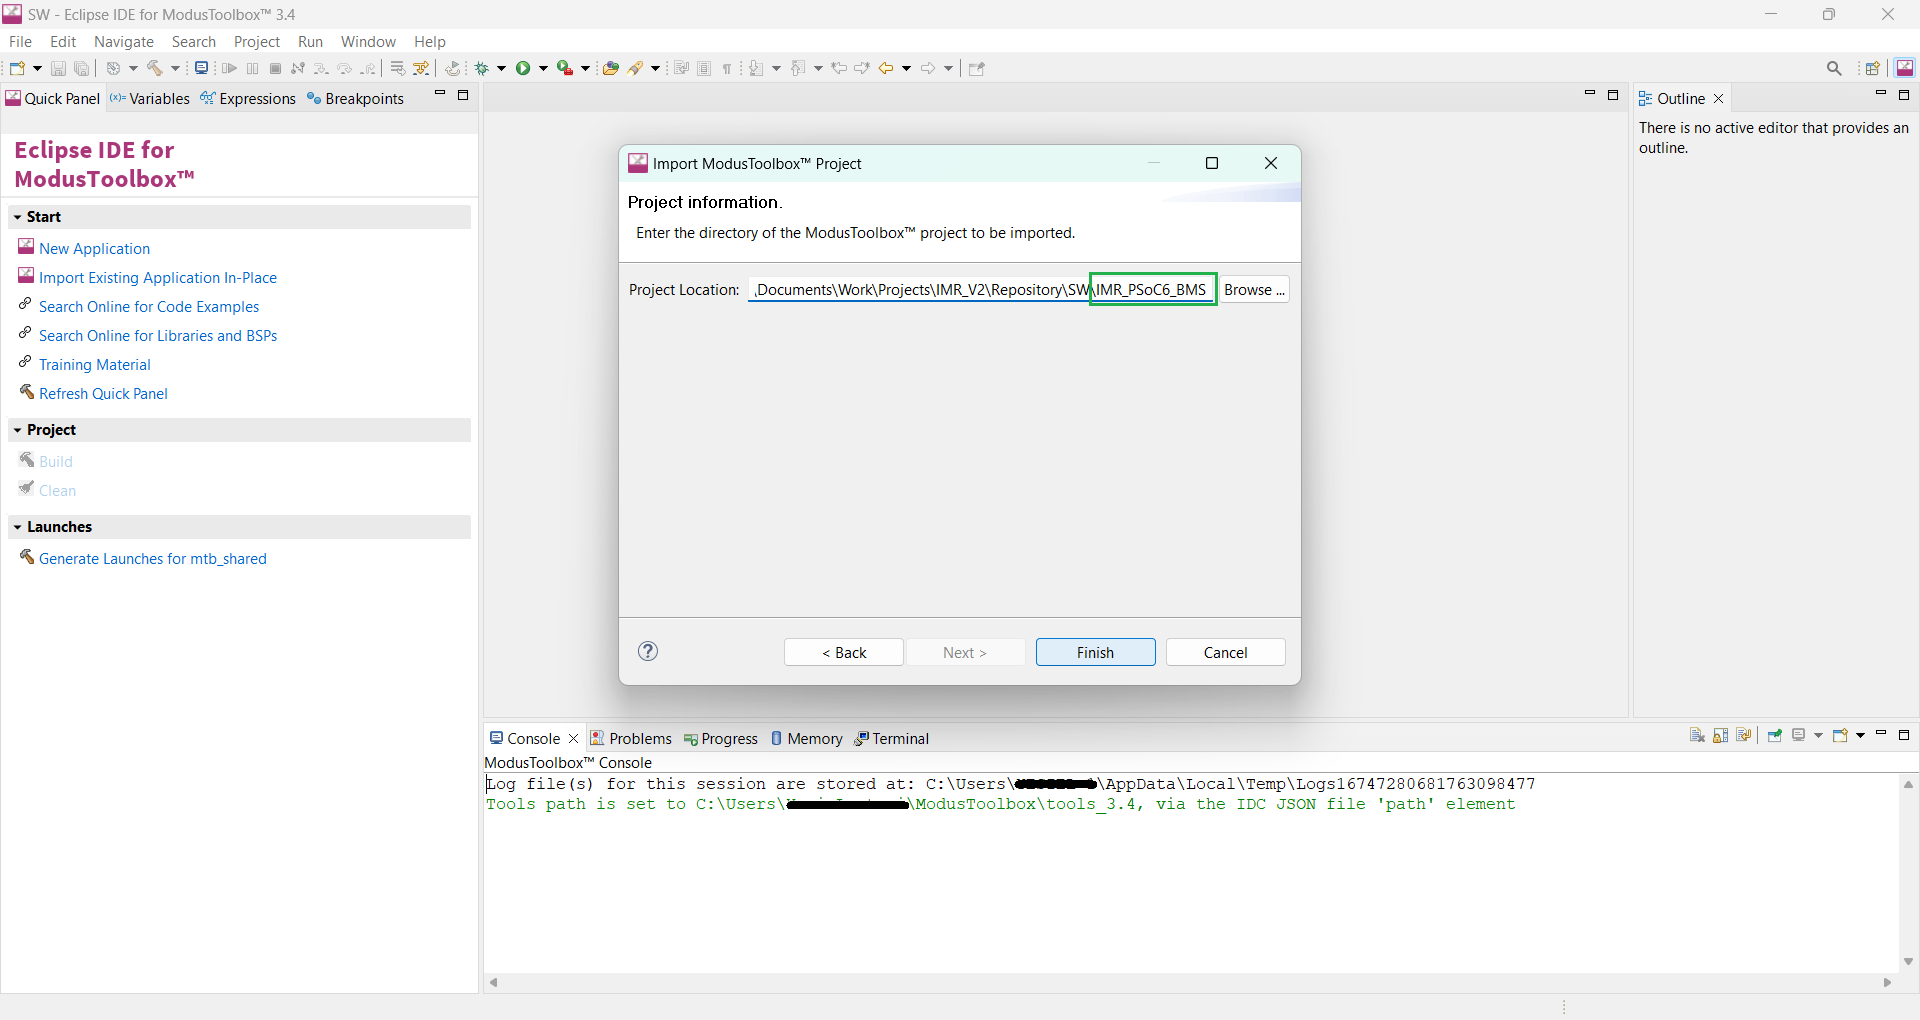 SW - Eclipse IDE for ModusToolbox™ 3.4
File Edit Navigate Search Project Run Window Help
Quick Panel (x)= Variables Expressions Breakpoints
Eclipse IDE for
ModusToolbox™
Start
New Application
Import Existing Application In-Place
Search Online for Code Examples
Search Online for Libraries and BSPs
Training Material
Refresh Quick Panel
Project
Build
Clean
Launches
Generate Launches for mtb_shared
Import ModusToolbox™ Project
Project information.
Enter the directory of the ModusToolbox™ project to be imported.
Project Location: \Documents\Work\Projects\IMR_V2\Repository\SW\IMR_PSoC6_BMS Browse ...
< Back Next > Finish Cancel
Outline
There is no active editor that provides an
outline.
Console Problems Progress Memory Terminal
ModusToolbox™ Console
Log file(s) for this session are stored at: C:\Users\ \AppData\Local\Temp\Logs16747280681763098477
Tools path is set to C:\Users\ \ModusToolbox\tools_3.4, via the IDC JSON file 'path' element